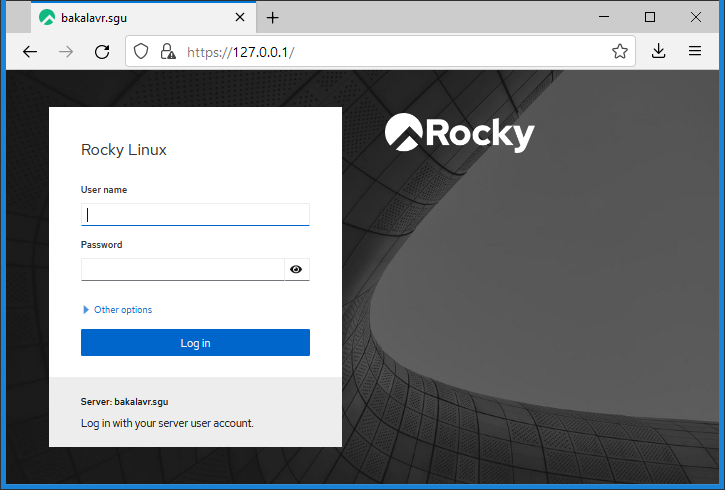 bakalavr.sgu
https://127.0.0.1/
Rocky Linux
User name
Password
Other options
Log in
Server: bakalavr.sgu
Log in with your server user account.
Rocky